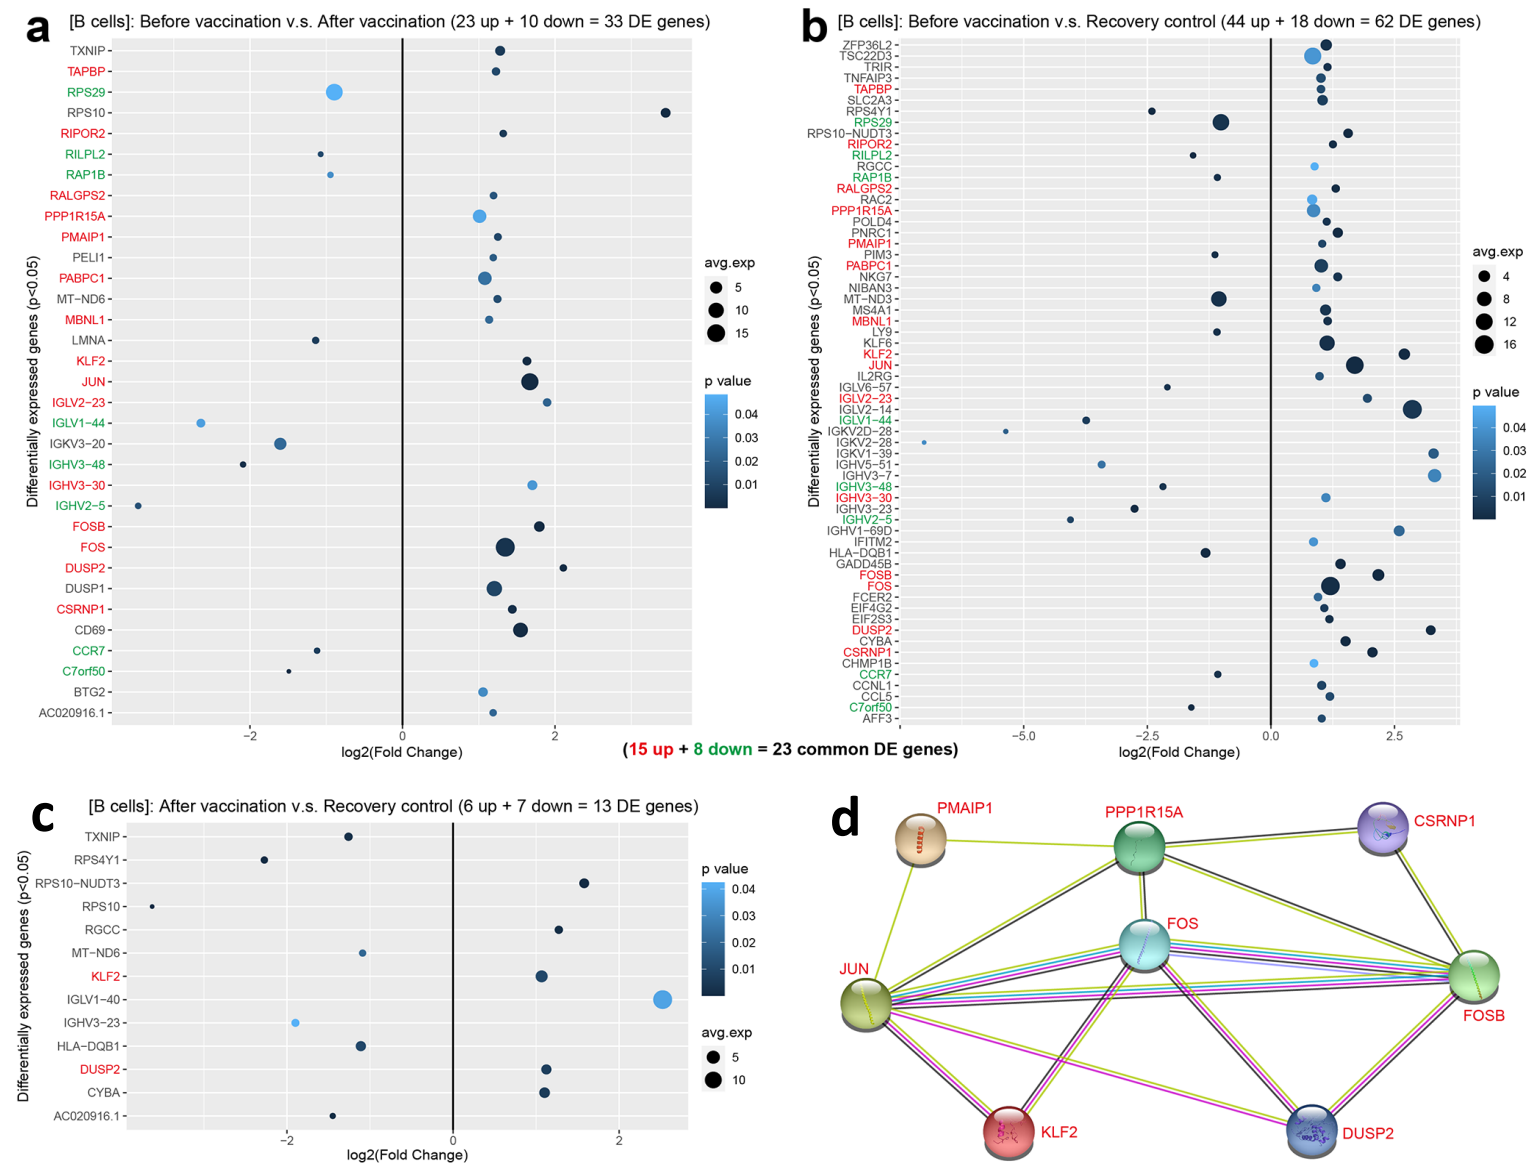 a
[B cells]: Before vaccination v.s. After vaccination (23 up + 10 down = 33 DE genes)
Differentially expressed genes (p<0.05)
TXNIP
TAPBP
RPS29
RPS10
RIPOR2
RILPL2
RAP1B
RALGPS2
PPP1R15A
PMAIP1
PELI1
PABPC1
MT−ND6
MBNL1
LMNA
KLF2
JUN
IGLV2−23
IGLV1−44
IGKV3−20
IGHV3−48
IGHV3−30
IGHV2−5
FOSB
FOS
DUSP2
DUSP1
CSRNP1
CD69
CCR7
C7orf50
BTG2
AC020916.1
−2 0 2
log2(Fold Change)
avg.exp
5
10
15
p value
0.04
0.03
0.02
0.01
b
[B cells]: Before vaccination v.s. Recovery control (44 up + 18 down = 62 DE genes)
Differentially expressed genes (p<0.05)
ZFP36L2
TSC22D3
TRIR
TNFAIP3
TAPBP
SLC2A3
RPS4Y1
RPS29
RPS10−NUDT3
RIPOR2
RILPL2
RGCC
RAP1B
RALGPS2
RAC2
PPP1R15A
POLD4
PNRC1
PMAIP1
PIM3
PABPC1
NKG7
NIBAN3
MT−ND3
MS4A1
MBNL1
LY9
KLF6
KLF2
JUN
IL2RG
IGLV6−57
IGLV2−23
IGLV2−14
IGLV1−44
IGKV2D−28
IGKV2−28
IGKV1−39
IGHV5−51
IGHV3−7
IGHV3−48
IGHV3−30
IGHV3−23
IGHV2−5
IGHV1−69D
IFITM2
HLA−DQB1
GADD45B
FOSB
FOS
FCER2
EIF4G2
EIF2S3
DUSP2
CYBA
CSRNP1
CHMP1B
CCR7
CCNL1
CCL5
C7orf50
AFF3
−5.0 −2.5 0.0 2.5
log2(Fold Change)
avg.exp
4
8
12
16
p value
0.04
0.03
0.02
0.01
(15 up + 8 down = 23 common DE genes)
c
[B cells]: After vaccination v.s. Recovery control (6 up + 7 down = 13 DE genes)
Differentially expressed genes (p<0.05)
TXNIP
RPS4Y1
RPS10−NUDT3
RPS10
RGCC
MT−ND6
KLF2
IGLV1−40
IGHV3−23
HLA−DQB1
DUSP2
CYBA
AC020916.1
−2 0 2
log2(Fold Change)
p value
0.04
0.03
0.02
0.01
avg.exp
5
10
d
PMAIP1
PPP1R15A
CSRNP1
FOS
JUN
FOSB
KLF2
DUSP2